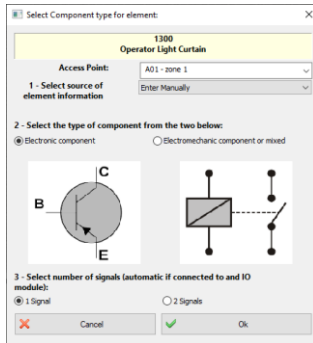 Select Component type for element:
1300
Operator Light Curtain
Access Point:
A01 - zone 1
1 - Select source of
element information
Enter Manually
2 - Select the type of component from the two below:
Electronic component
Electromechanic component or mixed
C
B
E
3 - Select number of signals (automatic if connected to and IO
module):
1 Signal
2 Signals
Cancel
Ok